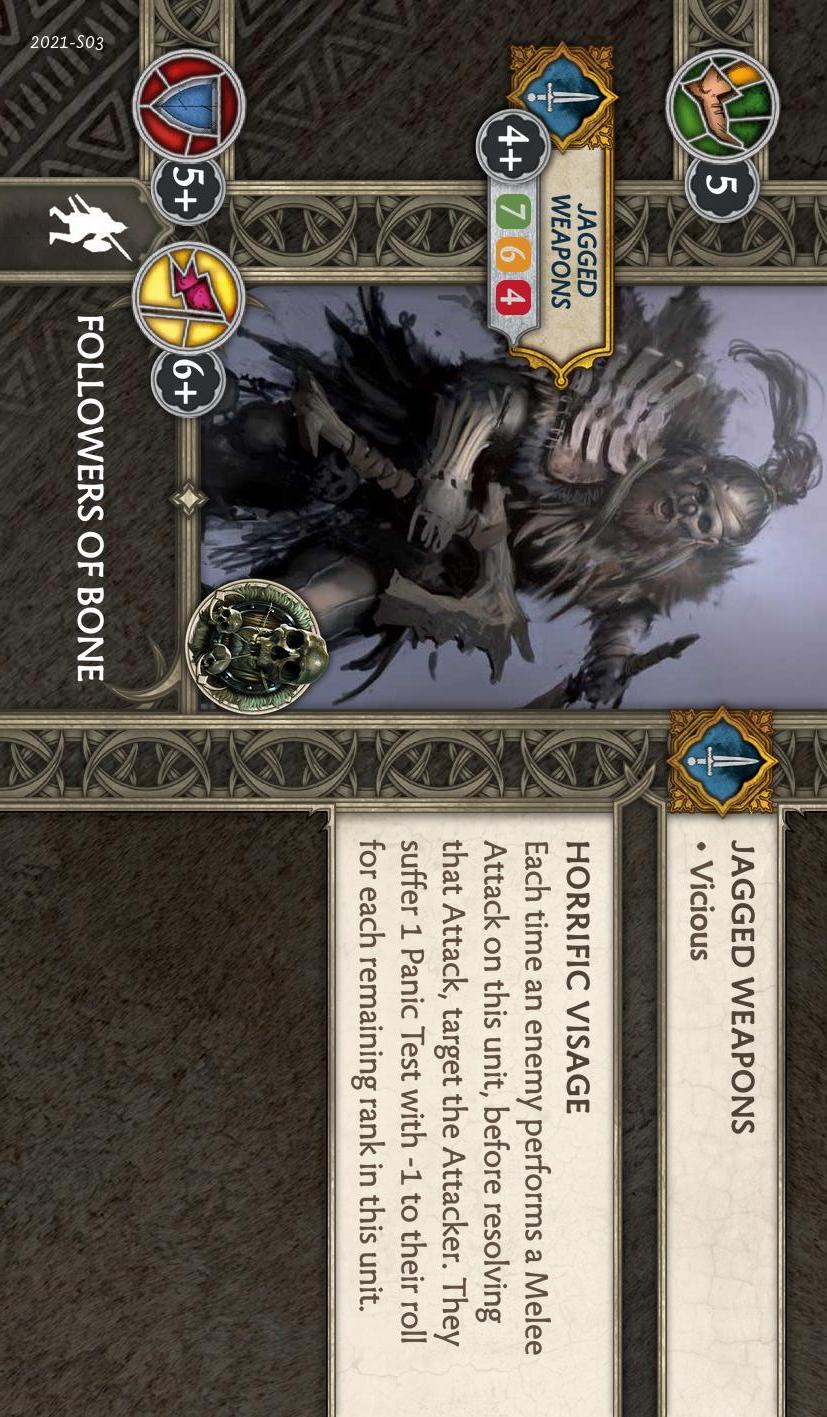 5
JAGGED
WEAPONS
4+
7 6 4
5+
6+
FOLLOWERS OF BONE
JAGGED WEAPONS
• Vicious
HORRIFIC VISAGE
Each time an enemy performs a Melee
Attack on this unit, before resolving
that Attack, target the Attacker. They
suffer 1 Panic Test with -1 to their roll
for each remaining rank in this unit.
2021-S03